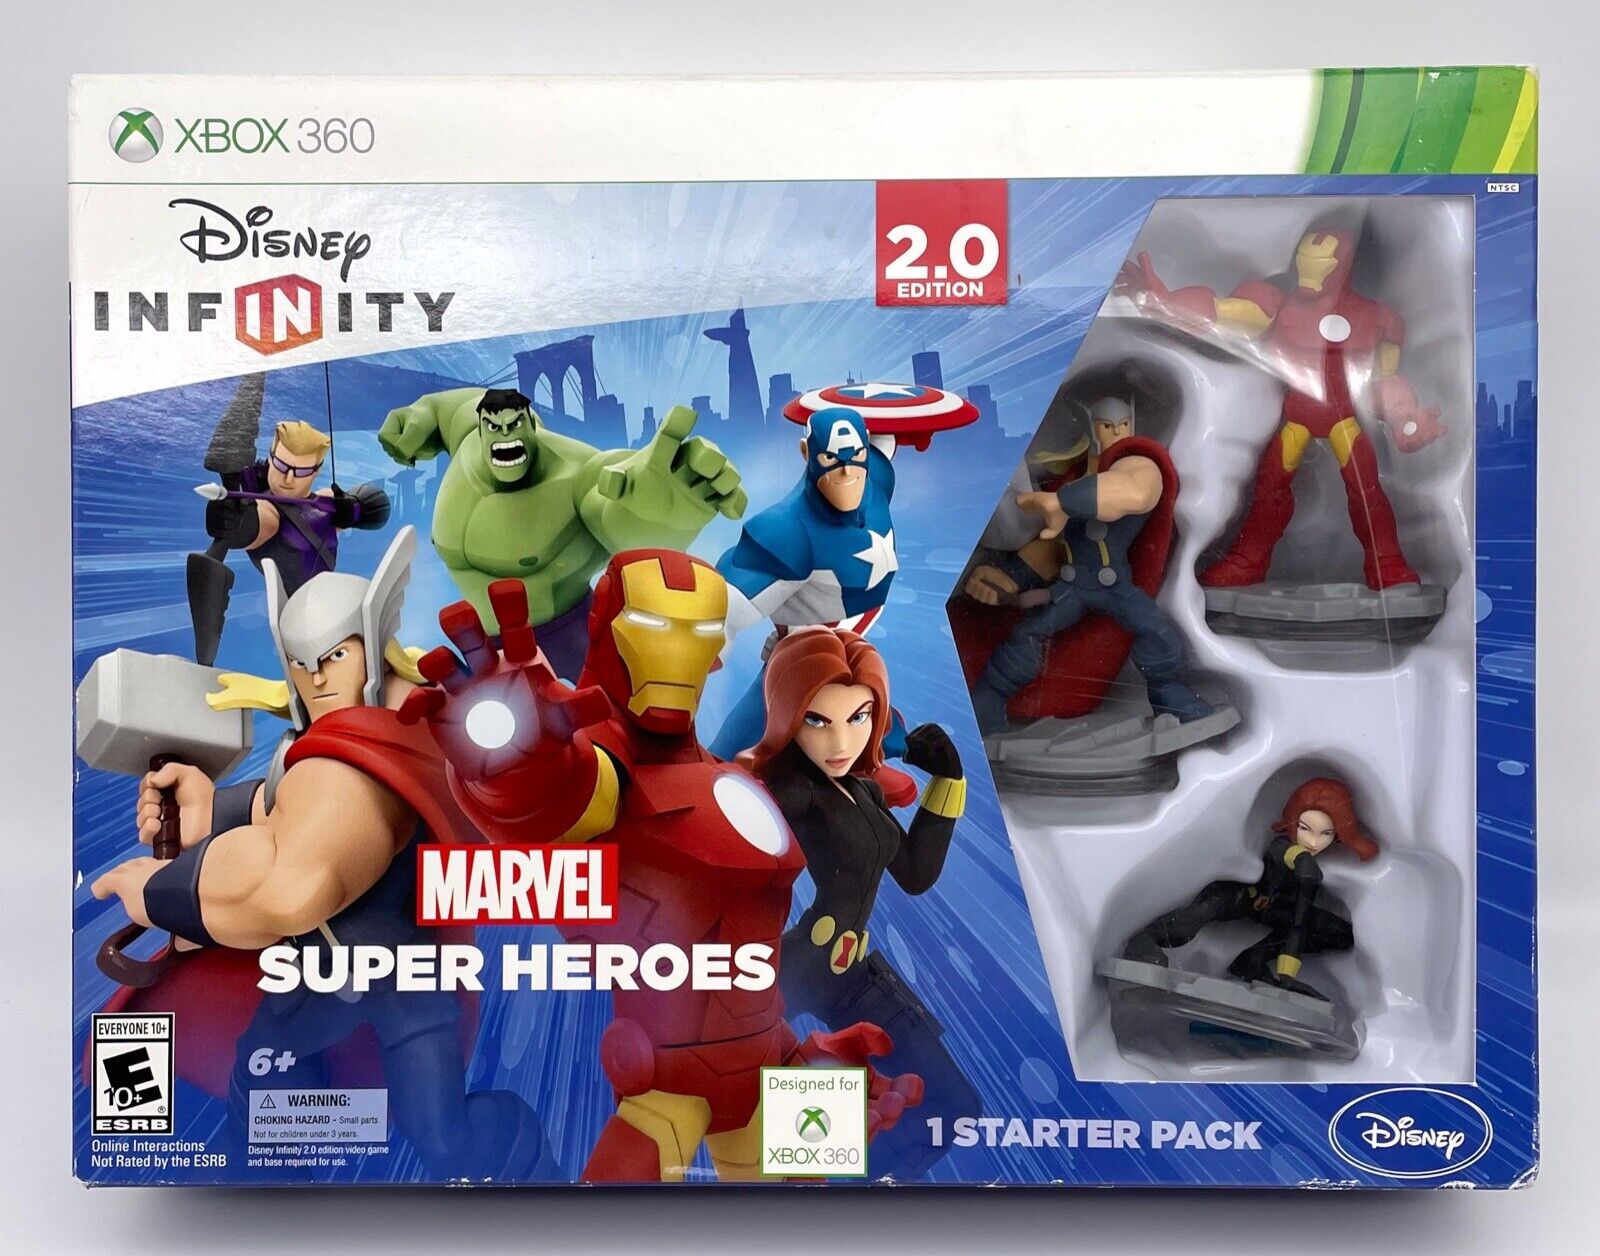 XBOX 360
NTSC
Disney
INFINITY
2.0
EDITION
A
MARVEL
SUPER HEROES
EVERYONE 10+
E
10+
®
ESRB
Online Interactions
Not Rated by the ESRB
6+
WARNING:
CHOKING HAZARD - Small parts.
Not for children under 3 years.
Disney Infinity 2.0 edition video game
and base required for use.
Designed for
XBOX 360
1 STARTER PACK
Disney